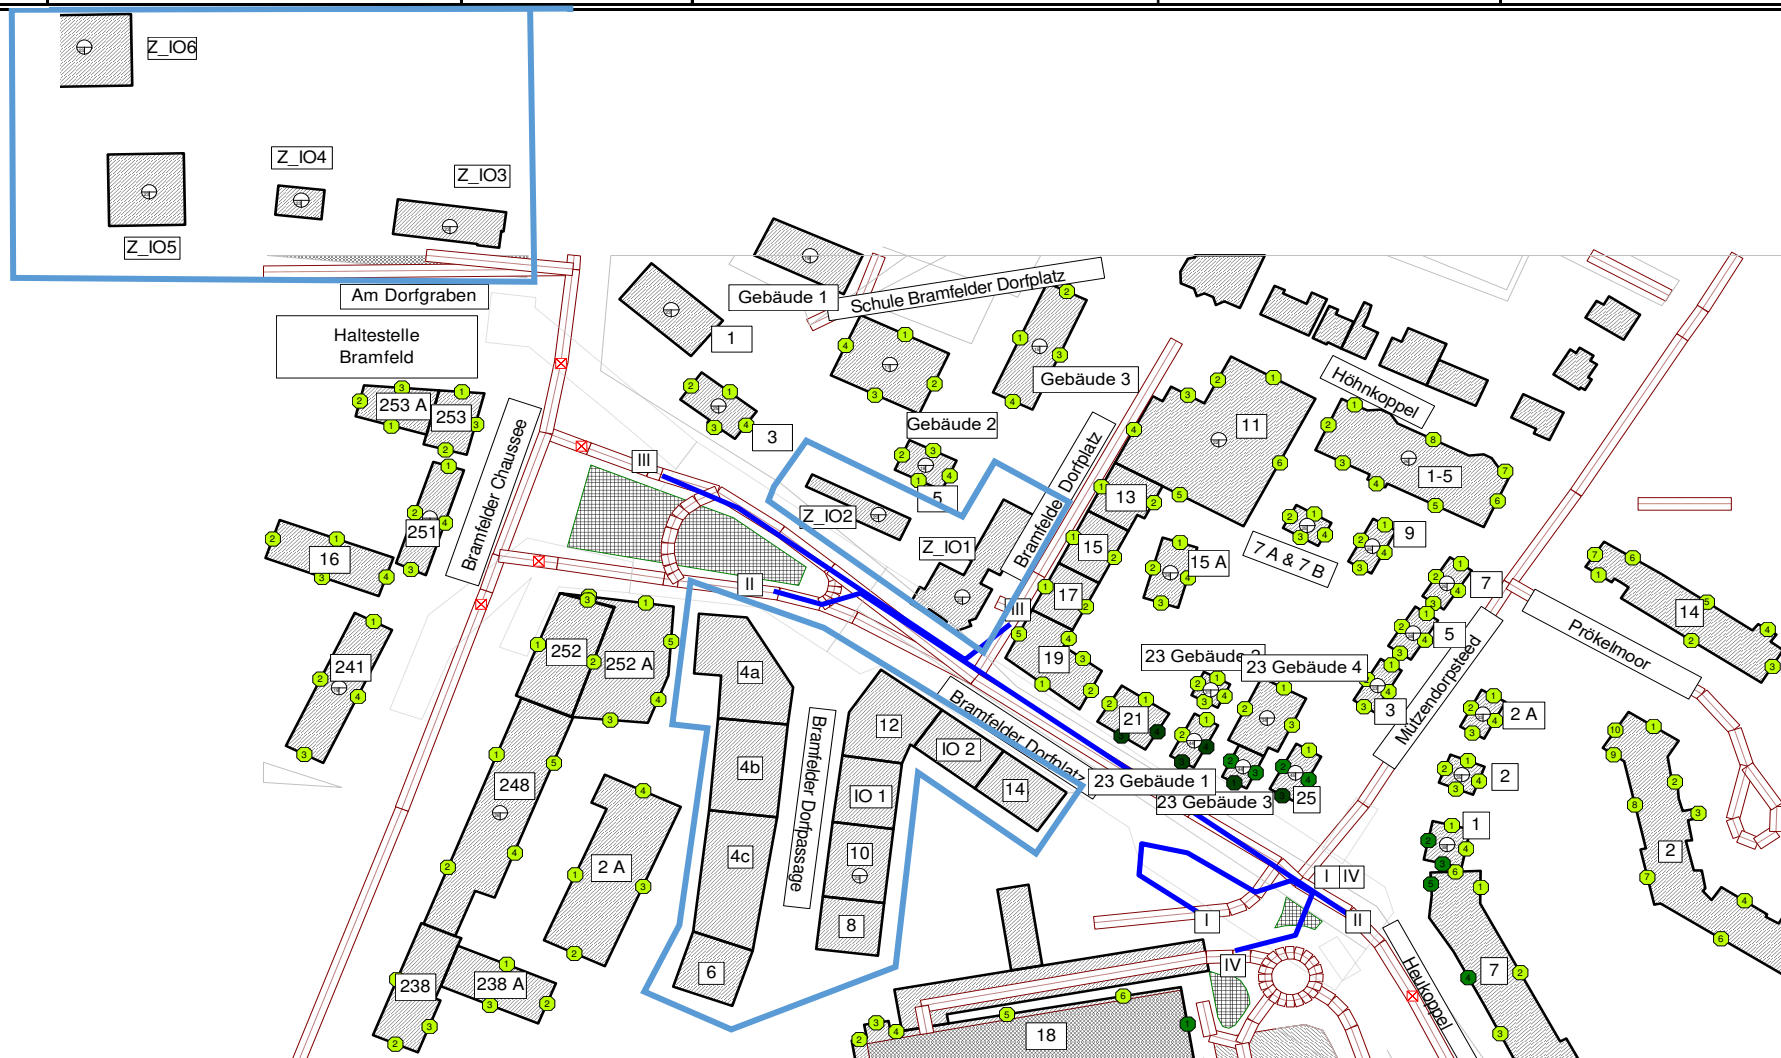 Z_IO6
Z_IO4
Z_IO3
Z_IO5
Am Dorfgraben
Haltestelle
Bramfeld
Gebäude 1
Schule Bramfelder Dorfplatz
1
Gebäude 3
Gebäude 2
3
5
Höhnkoppel
11
1-5
253 A
253
251
16
Bramfelder Chaussee
III
II
Z_IO2
Z_IO1
Bramfelder Dorfplatz
III
13
15
17
19
15 A
7 A & 7 B
9
7
5
3
Mützendorpsteed
Prökelmoor
14
241
252
252 A
248
2 A
238
238 A
4a
4b
4c
6
Bramfelder Dorfpassage
12
IO 1
10
8
IO 2
14
Bramfelder Dorfplatz
21
23 Gebäude 4
23 Gebäude 1
23 Gebäude 3
25
2 A
2
1
2
I
IV
I
II
IV
Heukoppel
7
18